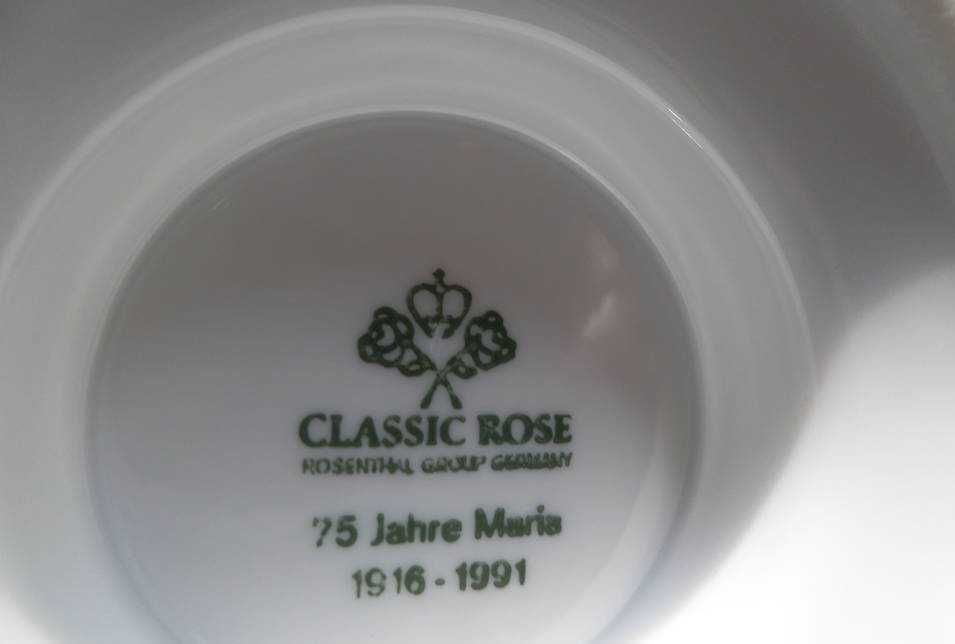 CLASSIC ROSE
ROSENTHAL GROUP GERMANY
75 Jahre Maria
1916 - 1991